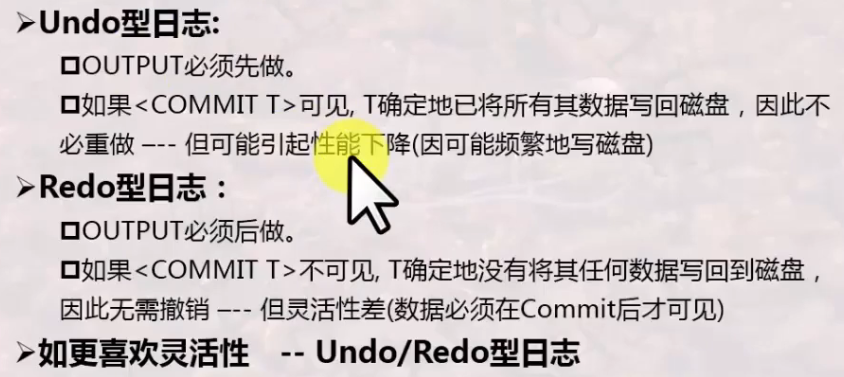 ➢Undo型日志:
OUTPUT必须先做。
如果<COMMIT T>可见, T确定地已将所有其数据写回磁盘，因此不
必重做 --- 但可能引起性能下降(因可能频繁地写磁盘)
➢Redo型日志：
OUTPUT必须后做。
如果<COMMIT T>不可见, T确定地没有将其任何数据写回到磁盘，
因此无需撤销 --- 但灵活性差(数据必须在Commit后才可见)
➢如更喜欢灵活性 -- Undo/Redo型日志